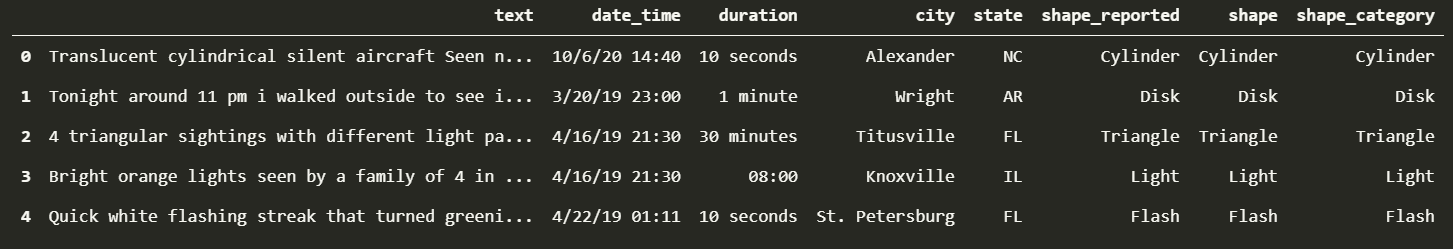 text date_time duration city state shape_reported shape shape_category
0 Translucent cylindrical silent aircraft Seen n... 10/6/20 14:40 10 seconds Alexander NC Cylinder Cylinder Cylinder
1 Tonight around 11 pm i walked outside to see i... 3/20/19 23:00 1 minute Wright AR Disk Disk Disk
2 4 triangular sightings with different light pa... 4/16/19 21:30 30 minutes Titusville FL Triangle Triangle Triangle
3 Bright orange lights seen by a family of 4 in ... 4/16/19 21:30 08:00 Knoxville IL Light Light Light
4 Quick white flashing streak that turned greeni... 4/22/19 01:11 10 seconds St. Petersburg FL Flash Flash Flash